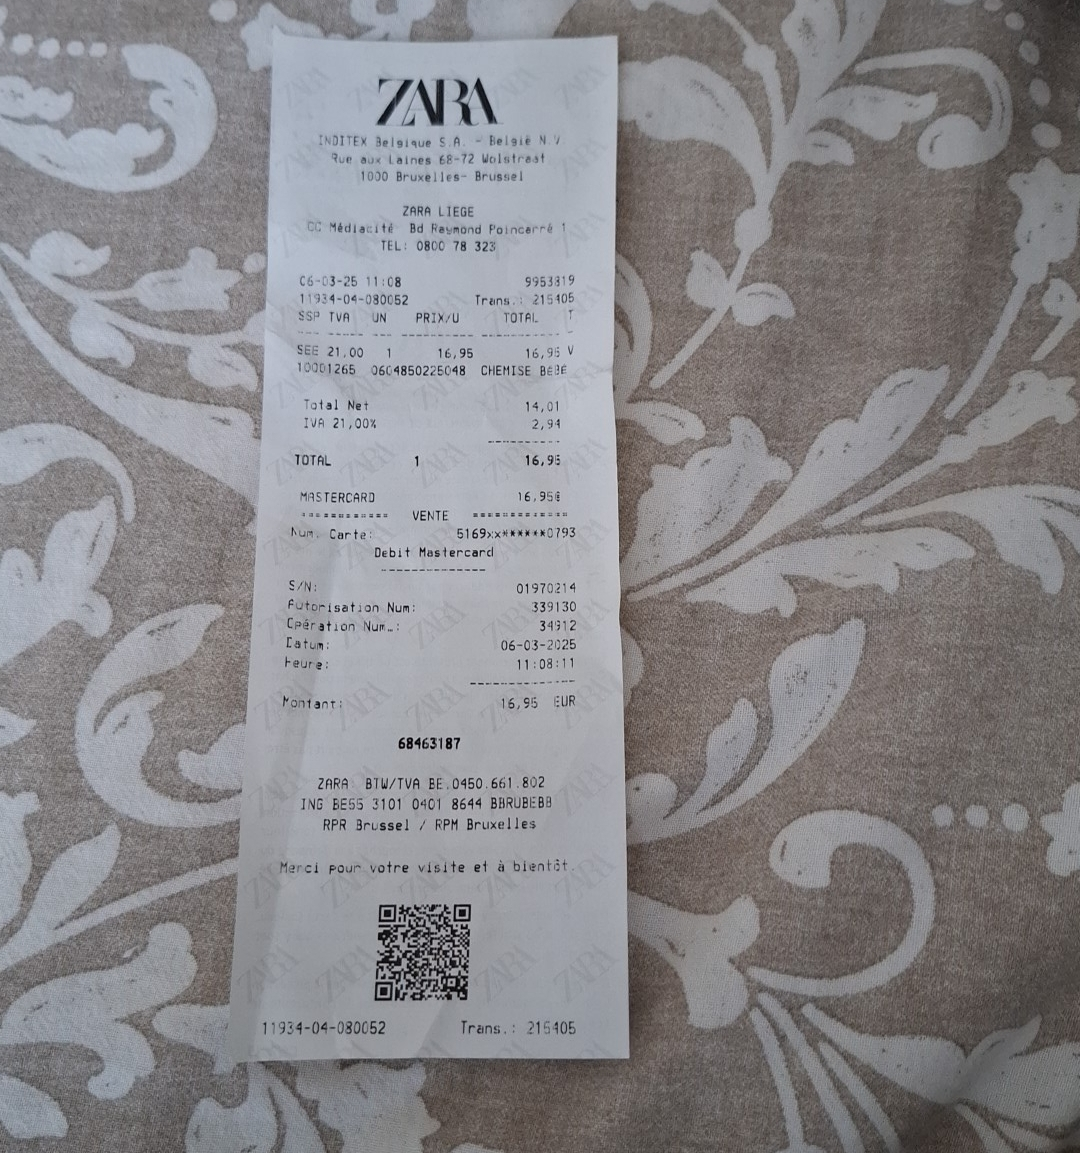 ZARA
INDITEX Belgique S.A. - België N.V
Rue aux Laines 68-72 Wolstraat
1000 Bruxelles- Brussel
ZARA LIEGE
CC Médiacité Bd Raymond Poincarré 1
TEL: 0800 78 323
06-03-25 11:08 9953819
11934-04-080052 Trans.: 215405
SSP TVA UN PRIX/U TOTAL T
SEE 21,00 1 16,95 16,95 V
10001265 0604850225048 CHEMISE BÉBÉ
Total Net 14,01
IVA 21,00% 2,94
TOTAL 1 16,95
MASTERCARD 16,95€
=========== VENTE ============
Num. Carte: 5169********0793
Debit Mastercard
S/N: 01970214
Autorisation Num: 339130
Opération Num.: 34912
Datum: 06-03-2025
Heure: 11:08:11
Montant: 16,95 EUR
68463187
ZARA BTW/TVA BE.0450.661.802
ING BE55 3101 0401 8644 BBRUBEBB
RPR Brussel / RPM Bruxelles
Merci pour votre visite et à bientôt.
11934-04-080052 Trans.: 215405